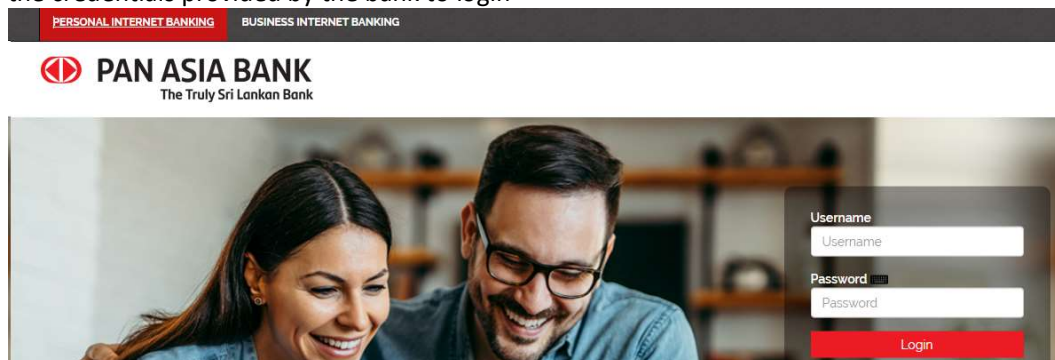 the credentials provided by the bank to login
PERSONAL INTERNET BANKING
BUSINESS INTERNET BANKING
PAN ASIA BANK
The Truly Sri Lankan Bank
Username
Username
Password
Password
Login